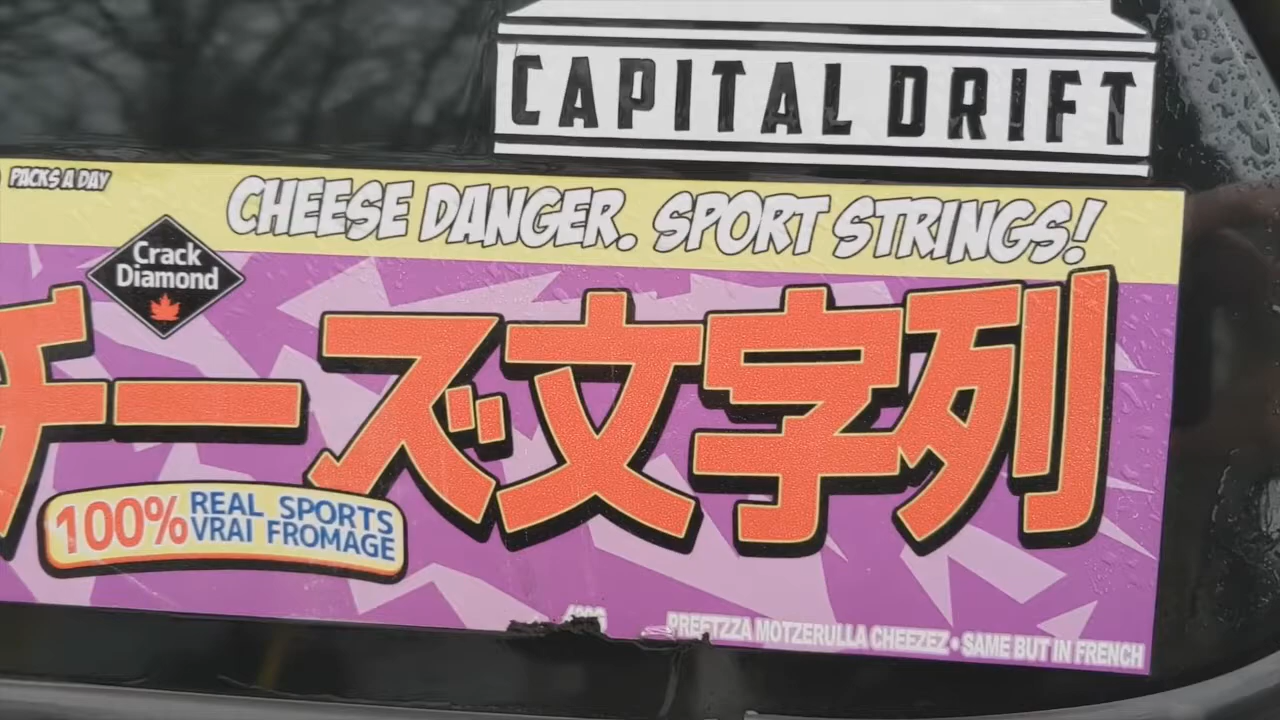 CAPITAL DRIFT
PACKS A DAY
CHEESE DANGER. SPORT STRINGS!
Crack
Diamond
チーズ文字列
100% REAL SPORTS
VRAI FROMAGE
PREETZZA MOTZERULLA CHEEZEZ • SAME BUT IN FRENCH